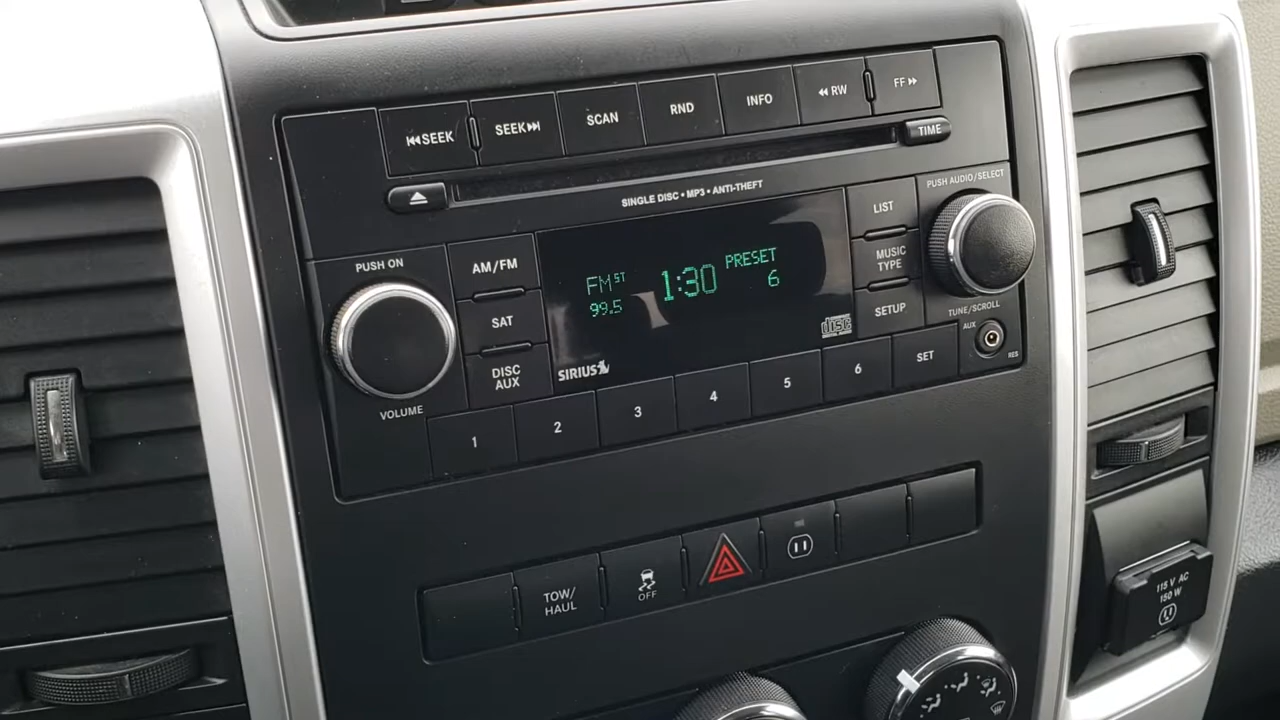 SEEK
SEEK
SCAN
RND
INFO
RW
FF
TIME
SINGLE DISC • MP3 • ANTI-THEFT
PUSH AUDIO/SELECT
PUSH ON
AM/FM
SAT
DISC
AUX
FM ST
99.5
1:30
PRESET
6
LIST
MUSIC
TYPE
SETUP
TUNE/SCROLL
AUX
RES
SIRIUS
disc
VOLUME
1
2
3
4
5
6
SET
TOW/
HAUL
OFF
115 V AC
150 W